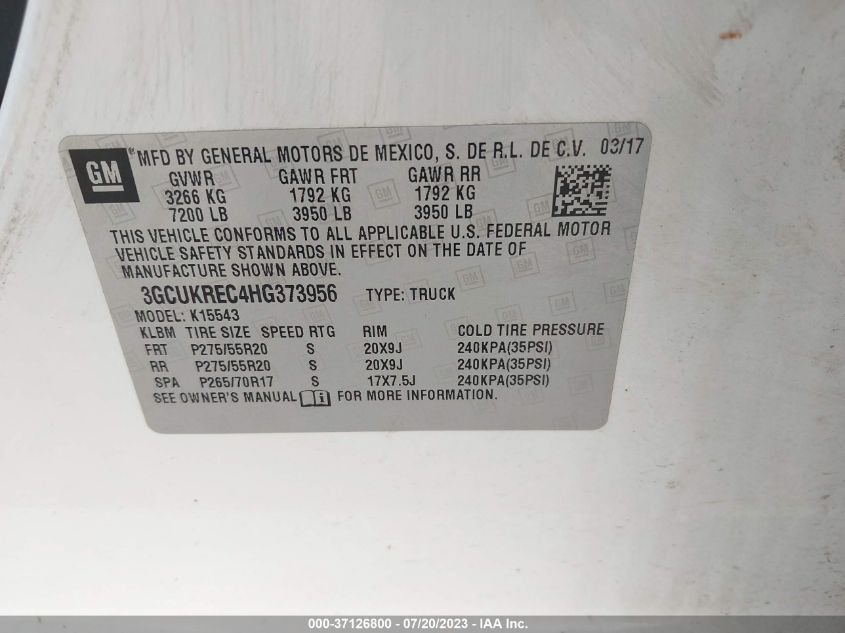 GM ® MFD BY GENERAL MOTORS DE MEXICO, S. DE R.L. DE C.V. 03/17
GVWR GAWR FRT GAWR RR
3266 KG 1792 KG 1792 KG
7200 LB 3950 LB 3950 LB
THIS VEHICLE CONFORMS TO ALL APPLICABLE U.S. FEDERAL MOTOR
VEHICLE SAFETY STANDARDS IN EFFECT ON THE DATE OF
MANUFACTURE SHOWN ABOVE.
3GCUKREC4HG373956 TYPE: TRUCK
MODEL: K15543
KLBM TIRE SIZE SPEED RTG RIM COLD TIRE PRESSURE
FRT P275/55R20 S 20X9J 240KPA(35PSI)
RR P275/55R20 S 20X9J 240KPA(35PSI)
SPA P265/70R17 S 17X7.5J 240KPA(35PSI)
SEE OWNER'S MANUAL FOR MORE INFORMATION.
000-37126800 - 07/20/2023 - IAA Inc.